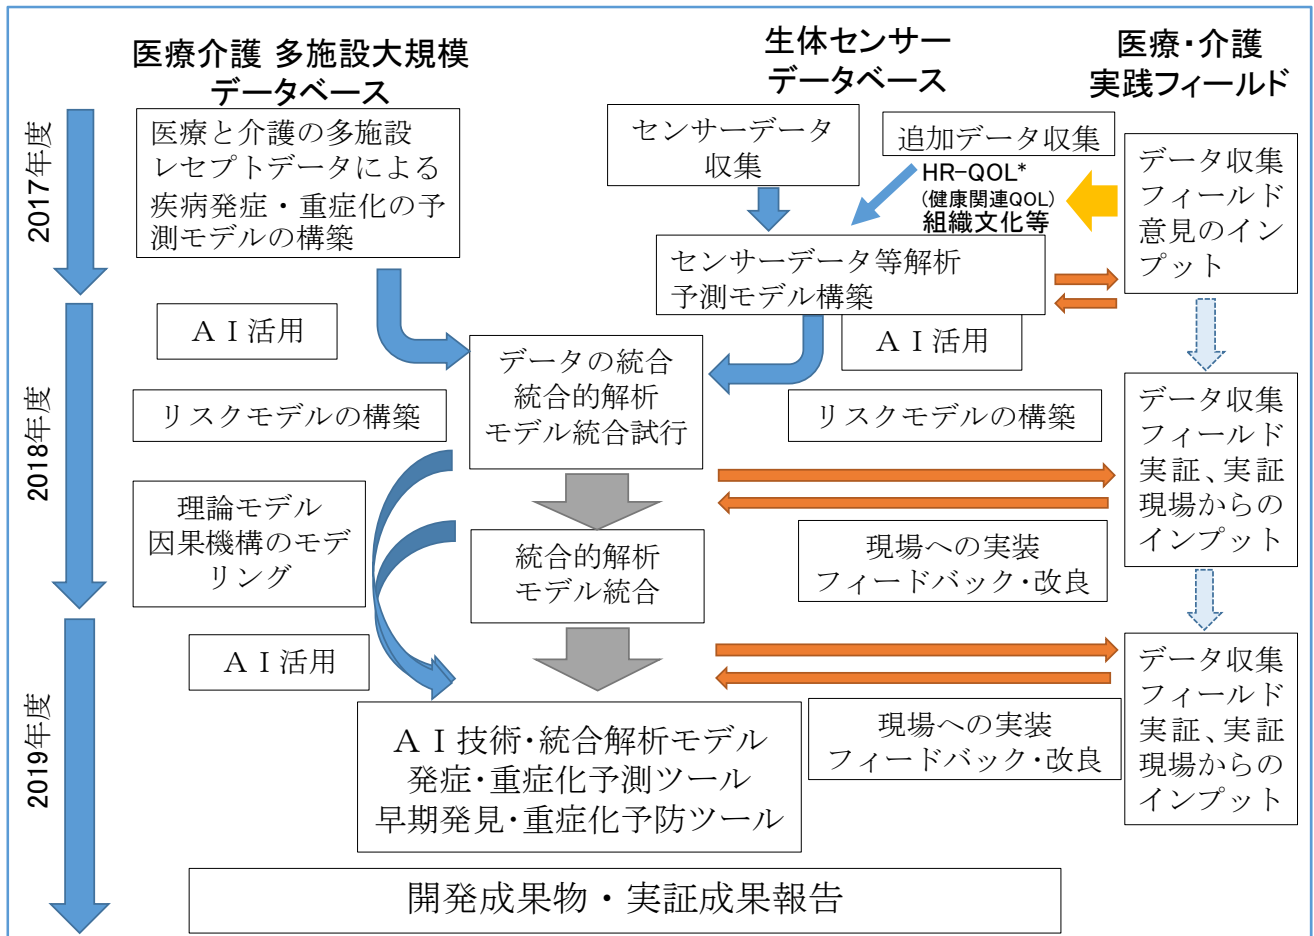 医療介護 多施設大規模
データベース
生体センサー
データベース
医療・介護
実践フィールド
2017年度
医療と介護の多施設
レセプトデータによる
疾病発症・重症化の予
測モデルの構築
センサーデータ
収集
追加データ収集
HR-QOL*
(健康関連QOL)
組織文化等
データ収集
フィールド
意見のイン
プット
センサーデータ等解析
予測モデル構築
2018年度
ＡＩ活用
データの統合
統合的解析
モデル統合試行
ＡＩ活用
リスクモデルの構築
リスクモデルの構築
データ収集
フィールド
実証、実証
現場からの
インプット
理論モデル
因果機構のモデ
リング
統合的解析
モデル統合
現場への実装
フィードバック・改良
2019年度
ＡＩ活用
ＡＩ技術・統合解析モデル
発症・重症化予測ツール
早期発見・重症化予防ツール
現場への実装
フィードバック・改良
データ収集
フィールド
実証、実証
現場からの
インプット
開発成果物・実証成果報告